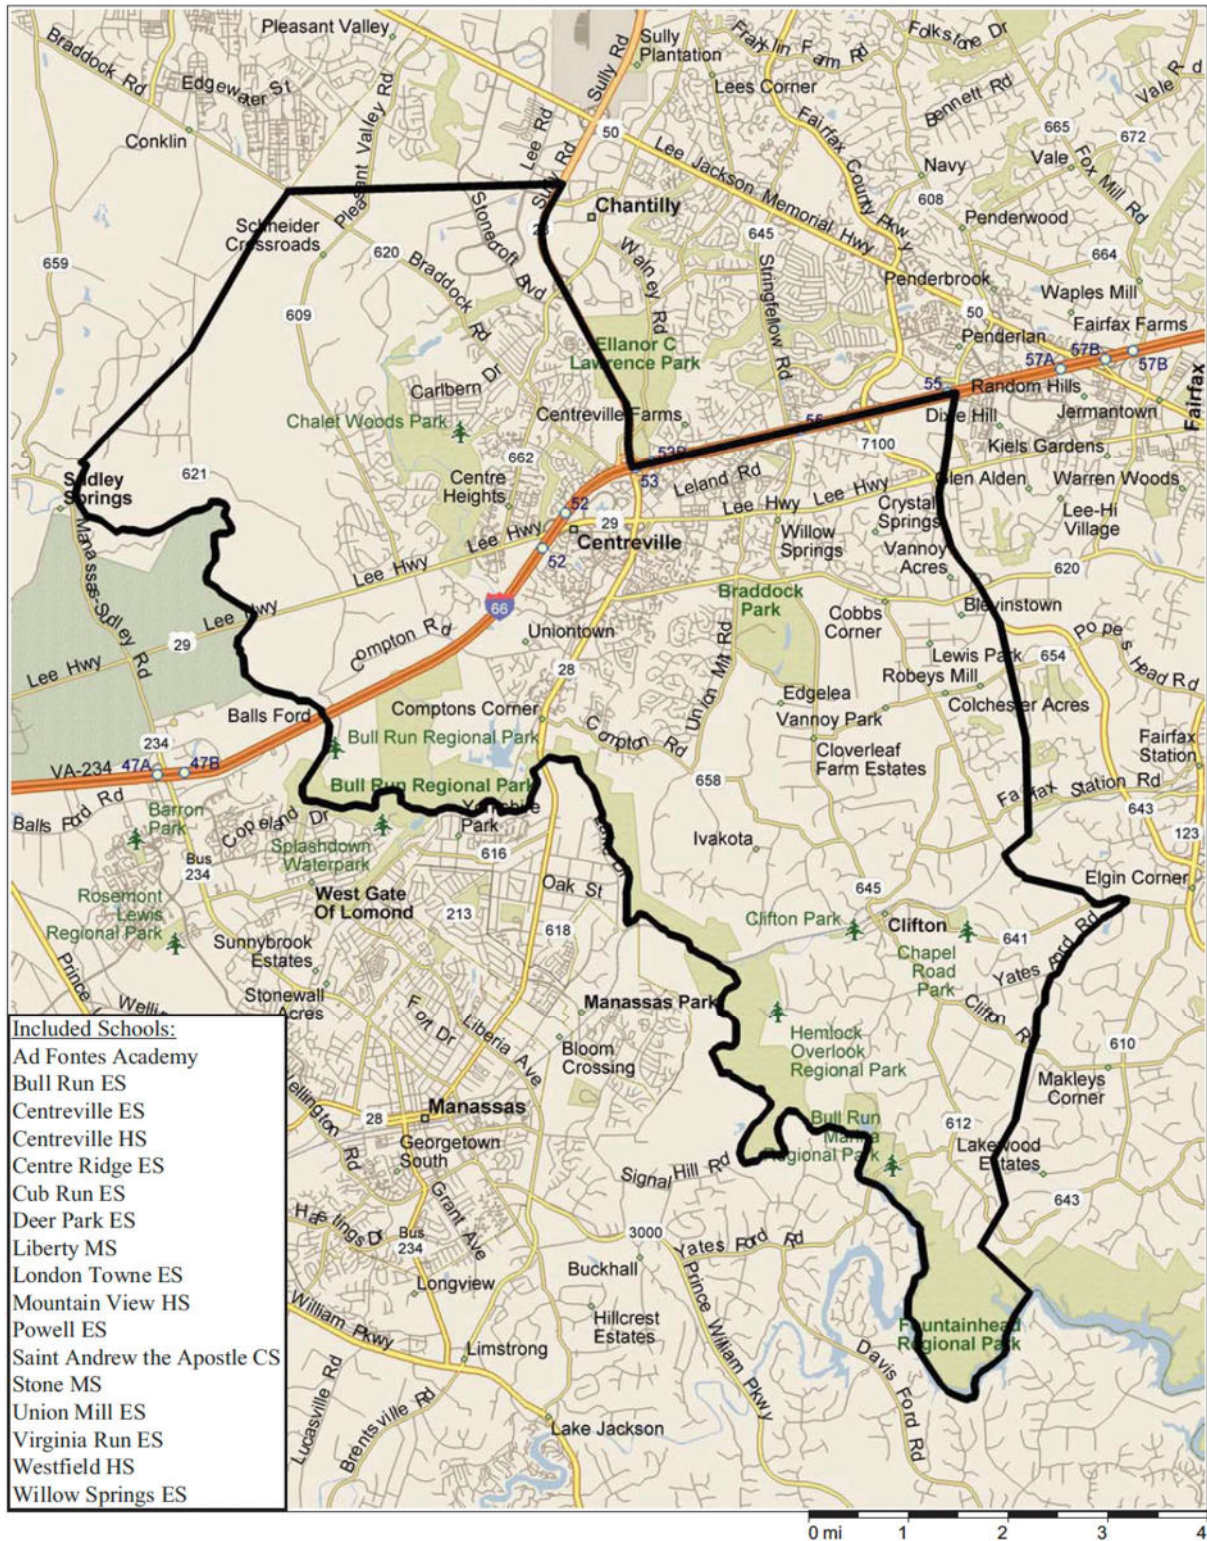 Pleasant Valley
Sully Rd
Sully
Plantation
Franklin Farm Rd
Folkstone Dr
Braddock Rd
Edgewater St
Pleasant Valley Rd
Lees Corner
Bennett Rd
Vale Rd
Conklin
Lee Rd
Sully Rd
50
Lee Jackson Memorial Hwy
Fairfax County Pkwy
665
672
Navy
Vale
Fox Mill Rd
608
Chantilly
Penderwood
Schneider
Crossroads
Stonecroft Blvd
28
Walney Rd
645
Stringfellow Rd
664
659
620
Braddock Rd
Penderbrook
Waples Mill
609
50
Fairfax Farms
Ellanor C
Lawrence Park
Penderlan
57A
57B
57B
Carlbern Dr
55
Random Hills
Fairfax
Chalet Woods Park
Centreville Farms
55
Dixie Hill
Jermantown
53B
7100
Kiels Gardens
621
662
53
Leland Rd
Sudley
Springs
Centre
Heights
52
Lee Hwy
Lee Hwy
Glen Alden
Warren Woods
Crystal
Springs
Lee-Hi
Village
Manassas-Sudley Rd
Lee Hwy
29
Centreville
Willow
Springs
Vannoy
Acres
52
Lee Hwy
620
Braddock
Park
Lee Hwy
66
Blevinstown
Cobbs
Corner
Uniontown
Compton Rd
Popes Head Rd
29
Lewis Park
654
Lee Hwy
28
Union Mill Rd
Robeys Mill
Edgelea
Colchester Acres
Balls Ford
Comptons Corner
Vannoy Park
Compton Rd
234
Bull Run Regional Park
Cloverleaf
Farm Estates
Fairfax
Station
VA-234
47A
47B
Bull Run Regional Park
658
Fairfax Station Rd
Balls Ford Rd
Barron
Park
Copeland Dr
Yorkshire
Park
643
Splashdown
Waterpark
616
Ivakota
123
Bus
234
Oak St
645
Elgin Corner
Rosemont
Lewis
Regional Park
West Gate
Of Lomond
213
Clifton Park
Clifton
618
641
Sunnybrook
Estates
Chapel
Road
Park
Yates Ford Rd
Prince
Stonewall
Acres
Manassas Park
Fort Dr
Clifton Rd
Liberia Ave
Bloom
Crossing
Hemlock
Overlook
Regional Park
610
Makleys
Corner
Wellington Rd
28
Manassas
Bull Run
Marina
Regional Park
Georgetown
South
612
Lakewood
Estates
Signal Hill Rd
Grant Ave
643
Hastings Dr
Bus
234
3000
Yates Ford Rd
Longview
Buckhall
Prince William Pkwy
William Pkwy
Hillcrest
Estates
Fountainhead
Regional Park
Limstrong
Davis Ford Rd
Lucasville Rd
Brentsville Rd
Lake Jackson
Included Schools:
Ad Fontes Academy
Bull Run ES
Centreville ES
Centreville HS
Centre Ridge ES
Cub Run ES
Deer Park ES
Liberty MS
London Towne ES
Mountain View HS
Powell ES
Saint Andrew the Apostle CS
Stone MS
Union Mill ES
Virginia Run ES
Westfield HS
Willow Springs ES
0 mi 1 2 3 4